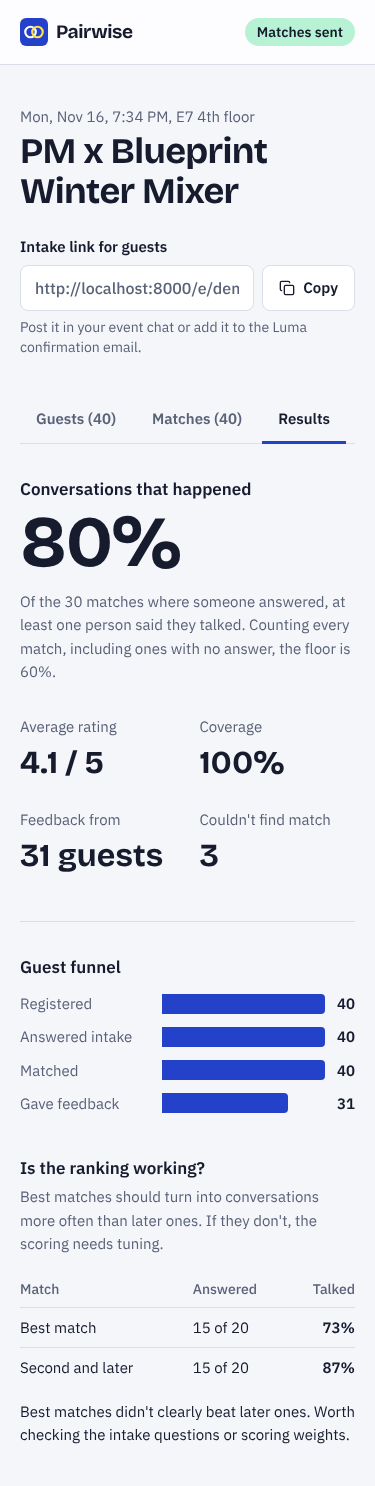 Pairwise
Matches sent
Mon, Nov 16, 7:34 PM, E7 4th floor
PM x Blueprint
Winter Mixer
Intake link for guests
http://localhost:8000/e/den
Copy
Post it in your event chat or add it to the Luma
confirmation email.
Guests (40) Matches (40) Results
Conversations that happened
80%
Of the 30 matches where someone answered, at
least one person said they talked. Counting every
match, including ones with no answer, the floor is
60%.
Average rating Coverage
4.1 / 5 100%
Feedback from Couldn't find match
31 guests 3
Guest funnel
Registered 40
Answered intake 40
Matched 40
Gave feedback 31
Is the ranking working?
Best matches should turn into conversations
more often than later ones. If they don't, the
scoring needs tuning.
Match Answered Talked
Best match 15 of 20 73%
Second and later 15 of 20 87%
Best matches didn't clearly beat later ones. Worth
checking the intake questions or scoring weights.